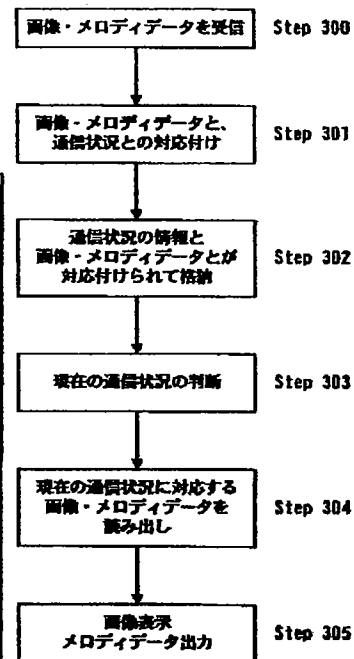 画像・メロディデータを受信 Step 300
画像・メロディデータと、
通信状況との対応付け
Step 301
通信状況の情報と
画像・メロディデータとが
対応付けられて格納
Step 302
現在の通信状況の判断 Step 303
現在の通信状況に対応する
画像・メロディデータを
読み出し
Step 304
画像表示
メロディデータ出力
Step 305